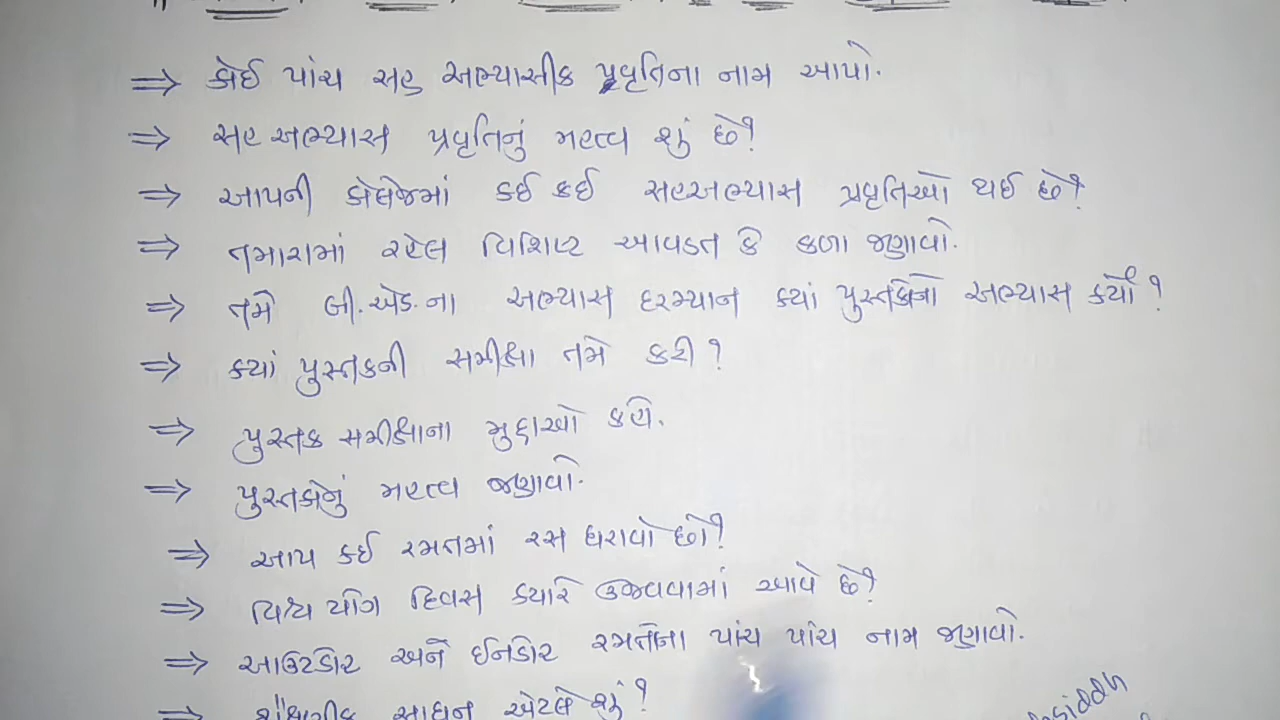 ⇒ કોઈ પાંચ સહ અભ્યાસીક પ્રવૃતિના નામ આપો.
⇒ સહ અભ્યાસ પ્રવૃતિનું મહત્વ શું છે?
⇒ આપની કોલેજમાં કઈ કઈ સહઅભ્યાસ પ્રવૃતિઓ થઈ છે?
⇒ તમારામાં રહેલ વિશિષ્ટ આવડત કે કળા જણાવો.
⇒ તમે બી.એડ.ના અભ્યાસ દરમ્યાન ક્યાં પુસ્તકોનો અભ્યાસ કર્યો?
⇒ ક્યાં પુસ્તકની સમીક્ષા તમે કરી?
⇒ પુસ્તક સમીક્ષાના મુદ્દાઓ કહો.
⇒ પુસ્તકોનું મહત્વ જણાવો.
⇒ આપ કઈ રમતમાં રસ ધરાવો છો?
⇒ વિશ્વ યોગ દિવસ ક્યારે ઉજવવામાં આવે છે?
⇒ આઉટડોર અને ઈનડોર રમતોના પાંચ પાંચ નામ જણાવો.
⇒ શૈક્ષણીક સાધન એટલે શું?